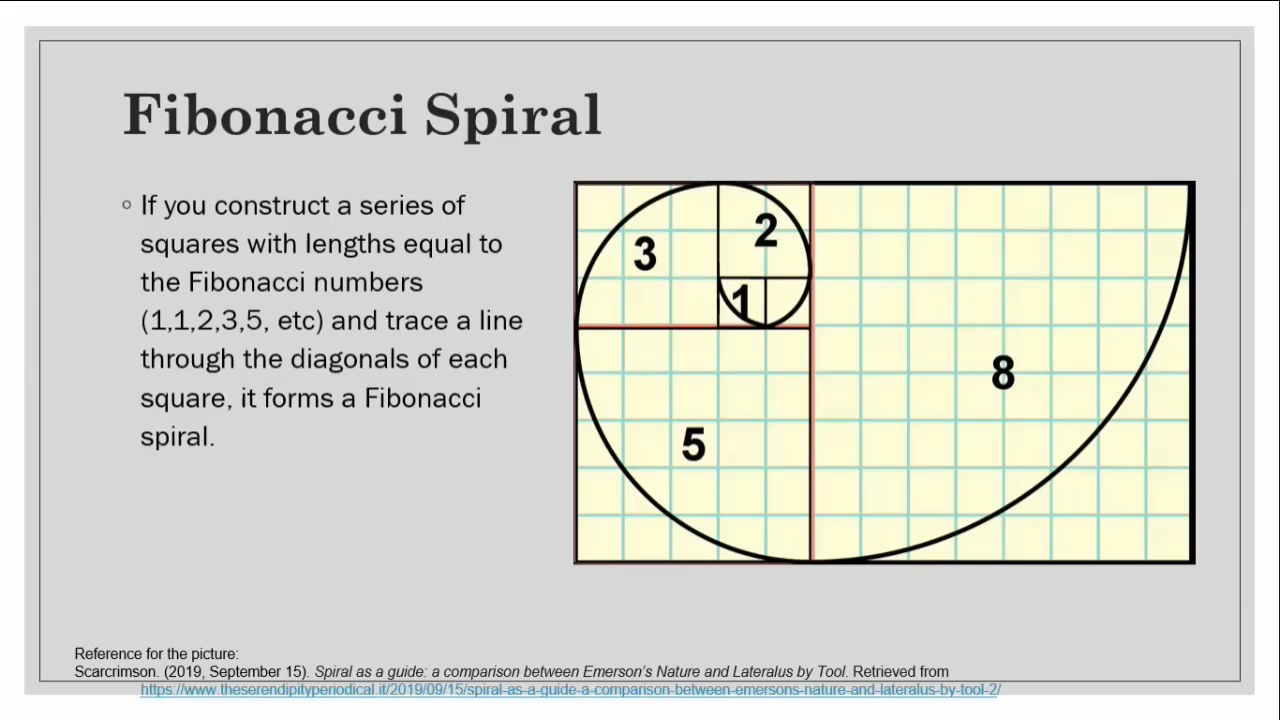 Fibonacci Spiral
◦ If you construct a series of
squares with lengths equal to
the Fibonacci numbers
(1,1,2,3,5, etc) and trace a line
through the diagonals of each
square, it forms a Fibonacci
spiral.
2
3
1
8
5
Reference for the picture:
Scarcrimson. (2019, September 15). Spiral as a guide: a comparison between Emerson's Nature and Lateralus by Tool. Retrieved from
https://www.theserendipityperiodical.it/2019/09/15/spiral-as-a-guide-a-comparison-between-emersons-nature-and-lateralus-by-tool-2/